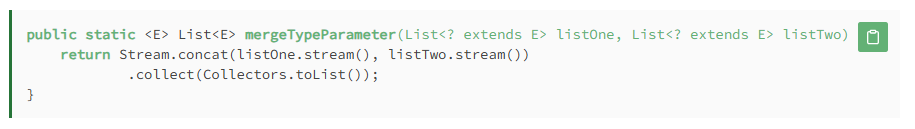 public static <E> List<E> mergeTypeParameter(List<? extends E> listOne, List<? extends E> listTwo)
    return Stream.concat(listOne.stream(), listTwo.stream())
            .collect(Collectors.toList());
}